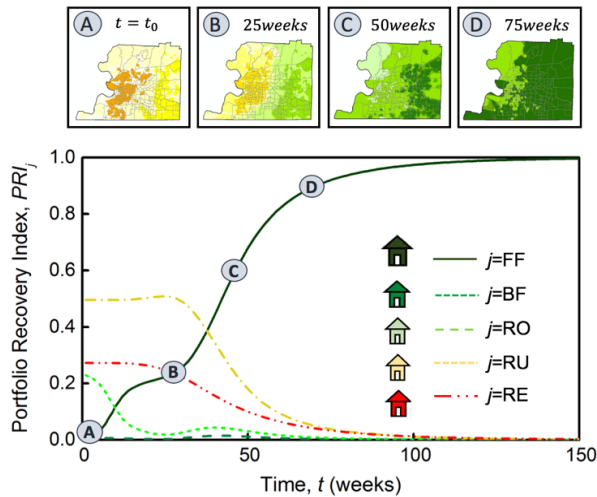 A t = t₀
B 25weeks
C 50weeks
D 75weeks
Portfolio Recovery Index, PRIⱼ
1.0
0.8
0.6
0.4
0.2
0.0
A
B
C
D
j=FF
j=BF
j=RO
j=RU
j=RE
0
50
100
150
Time, t (weeks)